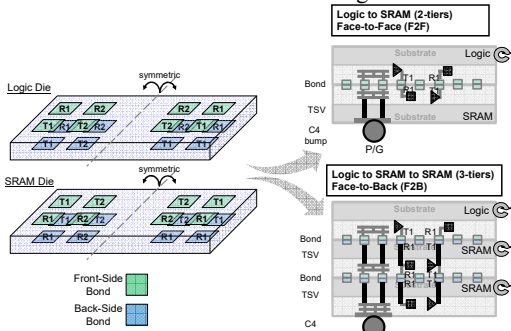 Logic to SRAM (2-tiers)
Face-to-Face (F2F)
Substrate
Logic
Logic Die
symmetric
R1 R2 R2 R1
T1 R1 T2 R2 T2 R2 T1 R1
T1 T2 T2 T1
Bond
T1 R1
R1 T1
TSV
Substrate
SRAM
C4
bump
P/G
SRAM Die
symmetric
T1 T2 T2 T1
R1 T1 R2 T2 R2 T2 R1 T1
R1 R2 R2 R1
Logic to SRAM to SRAM (3-tiers)
Face-to-Back (F2B)
Substrate
Logic
T1 R1
Bond
TSV
SRAM
R1 T1
Bond
R1 T1
TSV
SRAM
C4
Front-Side
Bond
Back-Side
Bond